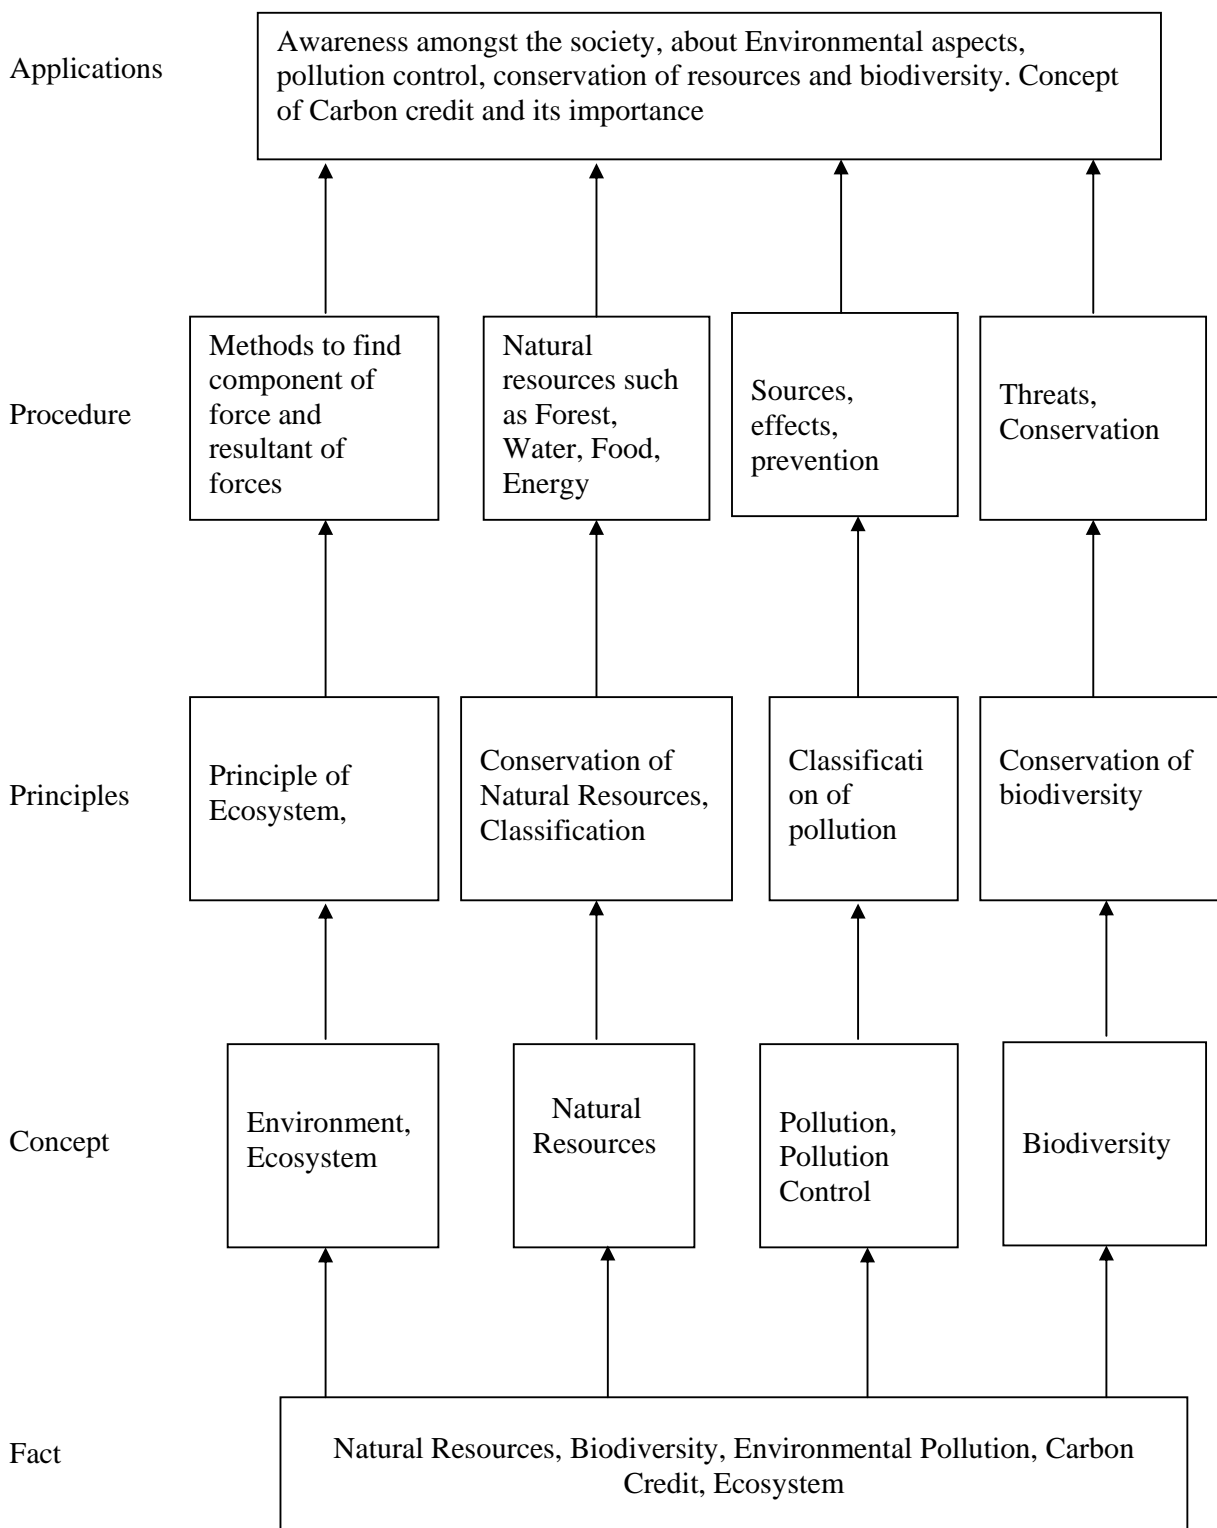 Applications
Awareness amongst the society, about Environmental aspects,
pollution control, conservation of resources and biodiversity. Concept
of Carbon credit and its importance
Procedure
Methods to find
component of
force and
resultant of
forces
Natural
resources such
as Forest,
Water, Food,
Energy
Sources,
effects,
prevention
Threats,
Conservation
Principles
Principle of
Ecosystem,
Conservation of
Natural Resources,
Classification
Classificati
on of
pollution
Conservation of
biodiversity
Concept
Environment,
Ecosystem
Natural
Resources
Pollution,
Pollution
Control
Biodiversity
Fact
Natural Resources, Biodiversity, Environmental Pollution, Carbon
Credit, Ecosystem